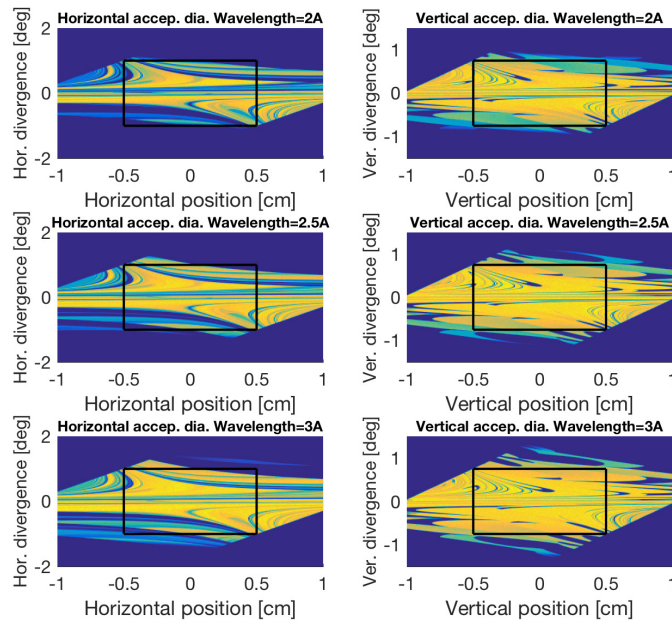 Horizontal accep. dia. Wavelength=2A
Hor. divergence [deg]
2
0
-2
-1 -0.5 0 0.5 1
Horizontal position [cm]
Vertical accep. dia. Wavelength=2A
Ver. divergence [deg]
1
0
-1
-1 -0.5 0 0.5 1
Vertical position [cm]
Horizontal accep. dia. Wavelength=2.5A
Hor. divergence [deg]
2
0
-2
-1 -0.5 0 0.5 1
Horizontal position [cm]
Vertical accep. dia. Wavelength=2.5A
Ver. divergence [deg]
1
0
-1
-1 -0.5 0 0.5 1
Vertical position [cm]
Horizontal accep. dia. Wavelength=3A
Hor. divergence [deg]
2
0
-2
-1 -0.5 0 0.5 1
Horizontal position [cm]
Vertical accep. dia. Wavelength=3A
Ver. divergence [deg]
1
0
-1
-1 -0.5 0 0.5 1
Vertical position [cm]